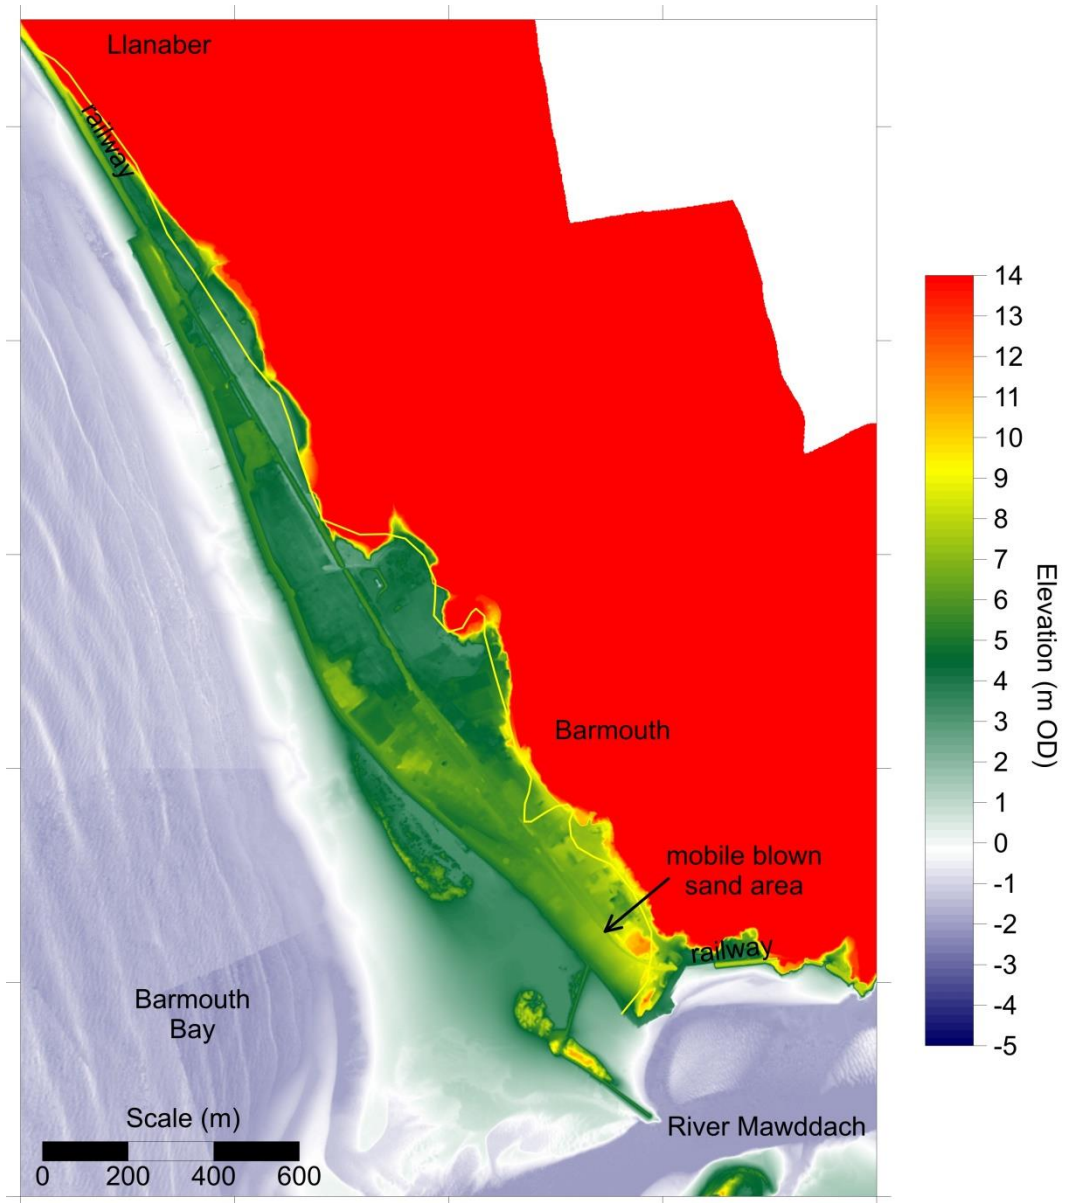 Llanaber
railway
Barmouth
mobile blown
sand area
railway
Barmouth
Bay
River Mawddach
Scale (m)
0 200 400 600
14
13
12
11
10
9
8
7
6
5
4
3
2
1
0
-1
-2
-3
-4
-5
Elevation (m OD)